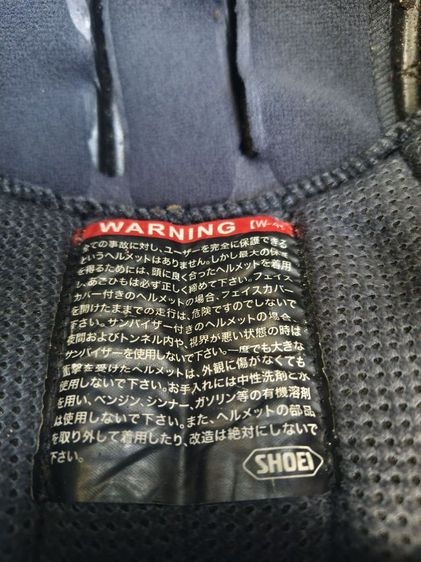 WARNING [W-4
全ての事故に対し、ユーザーを完全に保護できる
というヘルメットはありません。しかし最大の保護
を得るためには、頭に良く合ったヘルメットを着用
し、あごひもは必ず正しく締めて下さい。フェイス
カバー付きのヘルメットの場合、フェイスカバー
を開けたままでの走行は、危険ですのでしないで
下さい。サンバイザー付きのヘルメットの場合、
夜間およびトンネル内や、視界が悪い状態の時は
サンバイザーを使用しないで下さい。一度でも大きな
衝撃を受けたヘルメットは、外観に傷がなくても
使用しないで下さい。お手入れには中性洗剤と水
を用い、ベンジン、シンナー、ガソリン等の有機溶剤
は使用しないで下さい。また、ヘルメットの部品
を取り外して着用したり、改造は絶対にしないで
下さい。
SHOEI